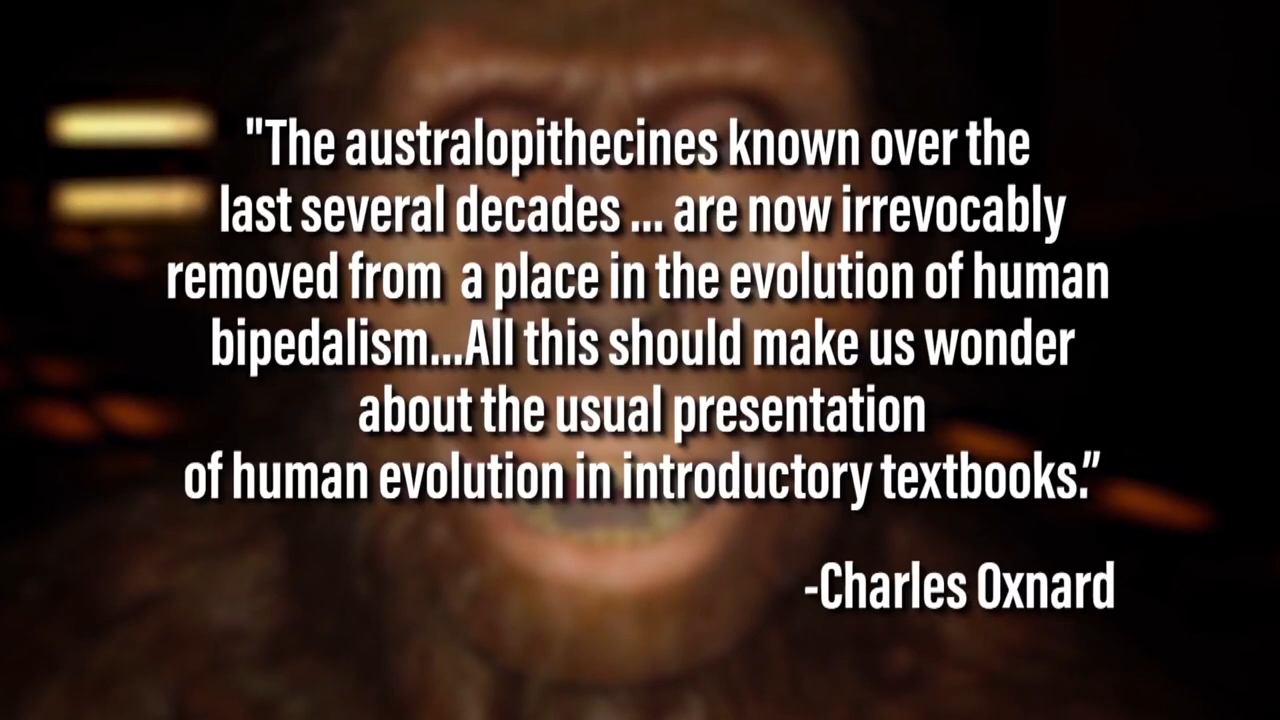 "The australopithecines known over the
last several decades ... are now irrevocably
removed from  a place in the evolution of human
bipedalism...All this should make us wonder
about the usual presentation
of human evolution in introductory textbooks.”
-Charles Oxnard